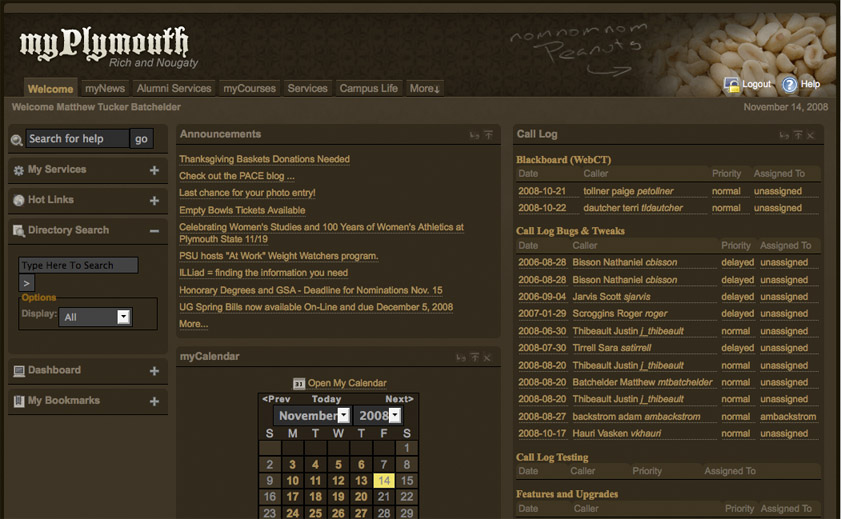 myPlymouth
Rich and Nougaty
nomnomnom
Peanuts
Welcome myNews Alumni Services myCourses Services Campus Life More↓
Logout Help
Welcome Matthew Tucker Batchelder
November 14, 2008
Search for help go
My Services +
Hot Links +
Directory Search −
Type Here To Search
>
Options
Display: All
Dashboard +
My Bookmarks +
Announcements
Thanksgiving Baskets Donations Needed
Check out the PACE blog ...
Last chance for your photo entry!
Empty Bowls Tickets Available
Celebrating Women's Studies and 100 Years of Women's Athletics at
Plymouth State 11/19
PSU hosts "At Work" Weight Watchers program.
ILLiad = finding the information you need
Honorary Degrees and GSA - Deadline for Nominations Nov. 15
UG Spring Bills now available On-Line and due December 5, 2008
More...
myCalendar
31 Open My Calendar
<Prev Today Next>
November 2008
S M T W T F S
1
2 3 4 5 6 7 8
9 10 11 12 13 14 15
16 17 18 19 20 21 22
23 24 25 26 27 28 29
Call Log
Blackboard (WebCT)
Date Caller Priority Assigned To
2008-10-21 tollner paige petollner normal unassigned
2008-10-22 dautcher terri tldautcher normal unassigned
Call Log Bugs & Tweaks
Date Caller Priority Assigned To
2006-08-28 Bisson Nathaniel cbisson delayed unassigned
2006-08-28 Bisson Nathaniel cbisson delayed unassigned
2006-09-04 Jarvis Scott sjarvis delayed unassigned
2007-01-29 Scroggins Roger roger delayed unassigned
2008-06-30 Thibeault Justin j_thibeault normal unassigned
2008-07-30 Tirrell Sara satirrell delayed unassigned
2008-08-20 Thibeault Justin j_thibeault normal unassigned
2008-08-20 Batchelder Matthew mtbatchelder normal unassigned
2008-08-20 Thibeault Justin j_thibeault normal unassigned
2008-08-27 backstrom adam ambackstrom normal ambackstrom
2008-10-17 Hauri Vasken vkhauri normal unassigned
Call Log Testing
Date Caller Priority Assigned To
Features and Upgrades
Date Caller Priority Assigned To